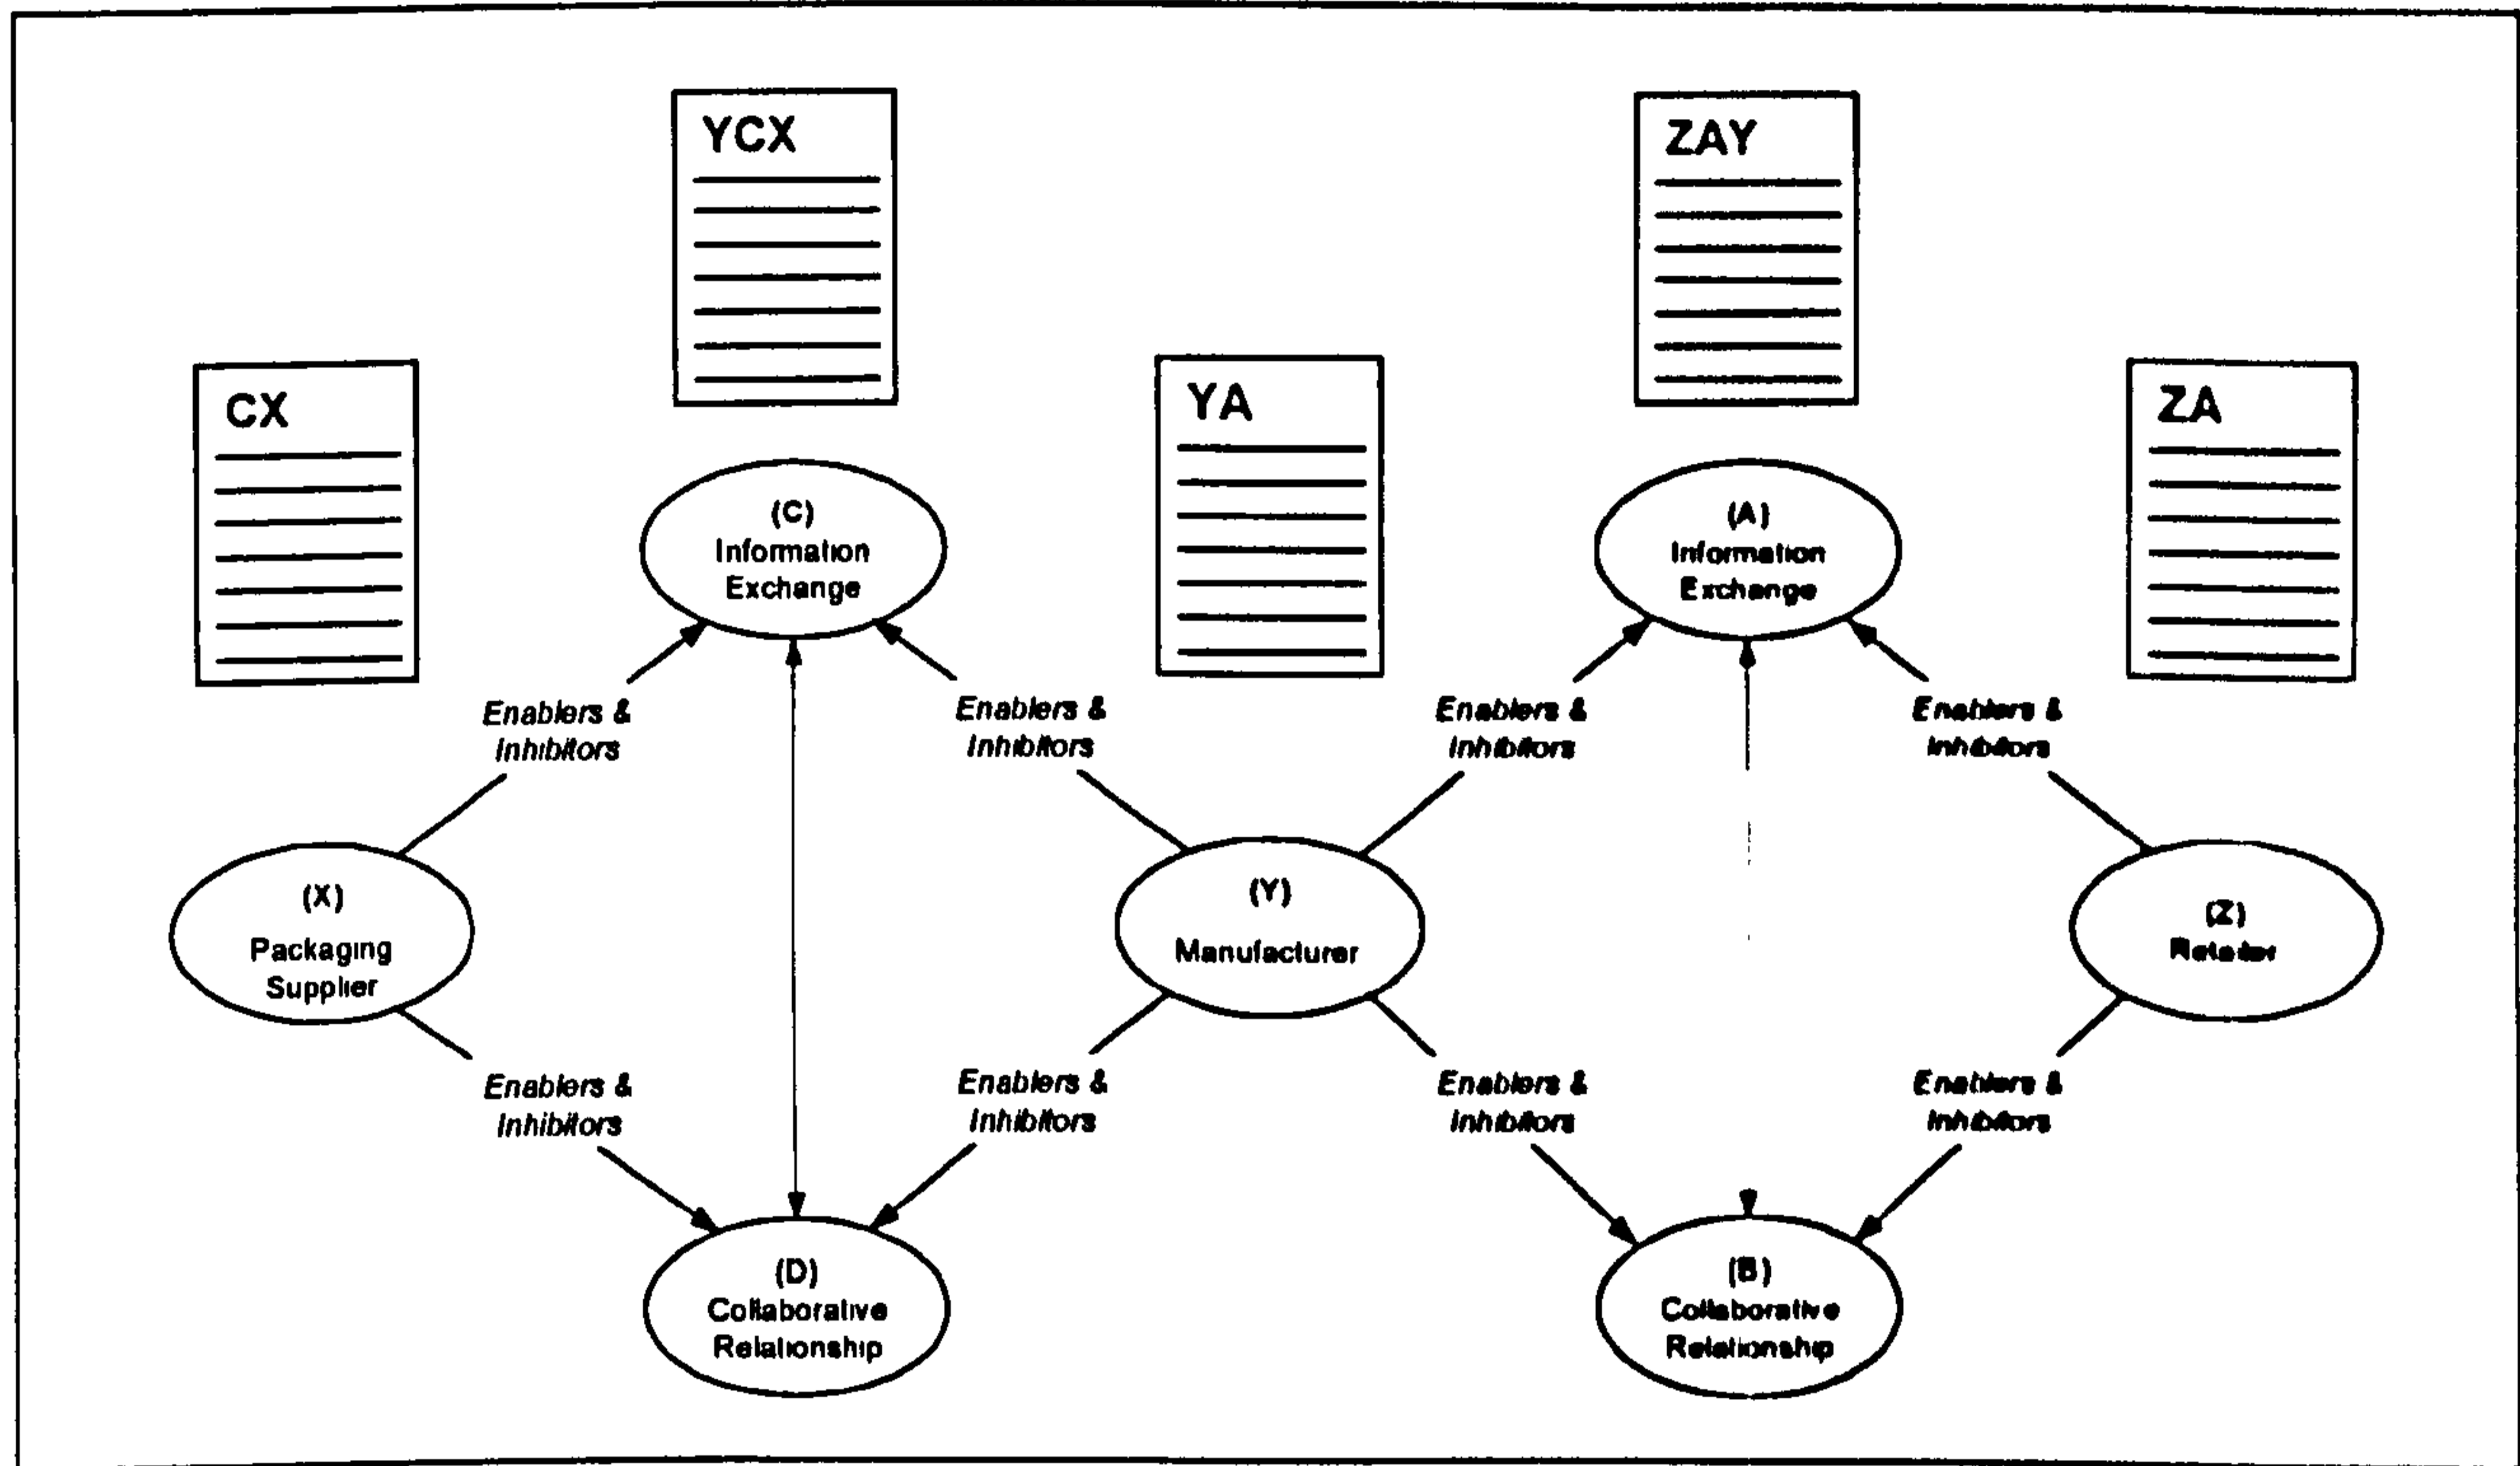 YCX
ZAY
CX
YA
ZA
(C)
Information
Exchange
(A)
Information
Exchange
Enablers &
Inhibitors
Enablers &
Inhibitors
Enablers &
Inhibitors
Enablers &
Inhibitors
(X)
Packaging
Supplier
(Y)
Manufacturer
(Z)
Retailer
Enablers &
Inhibitors
Enablers &
Inhibitors
Enablers &
Inhibitors
Enablers &
Inhibitors
(D)
Collaborative
Relationship
(B)
Collaborative
Relationship